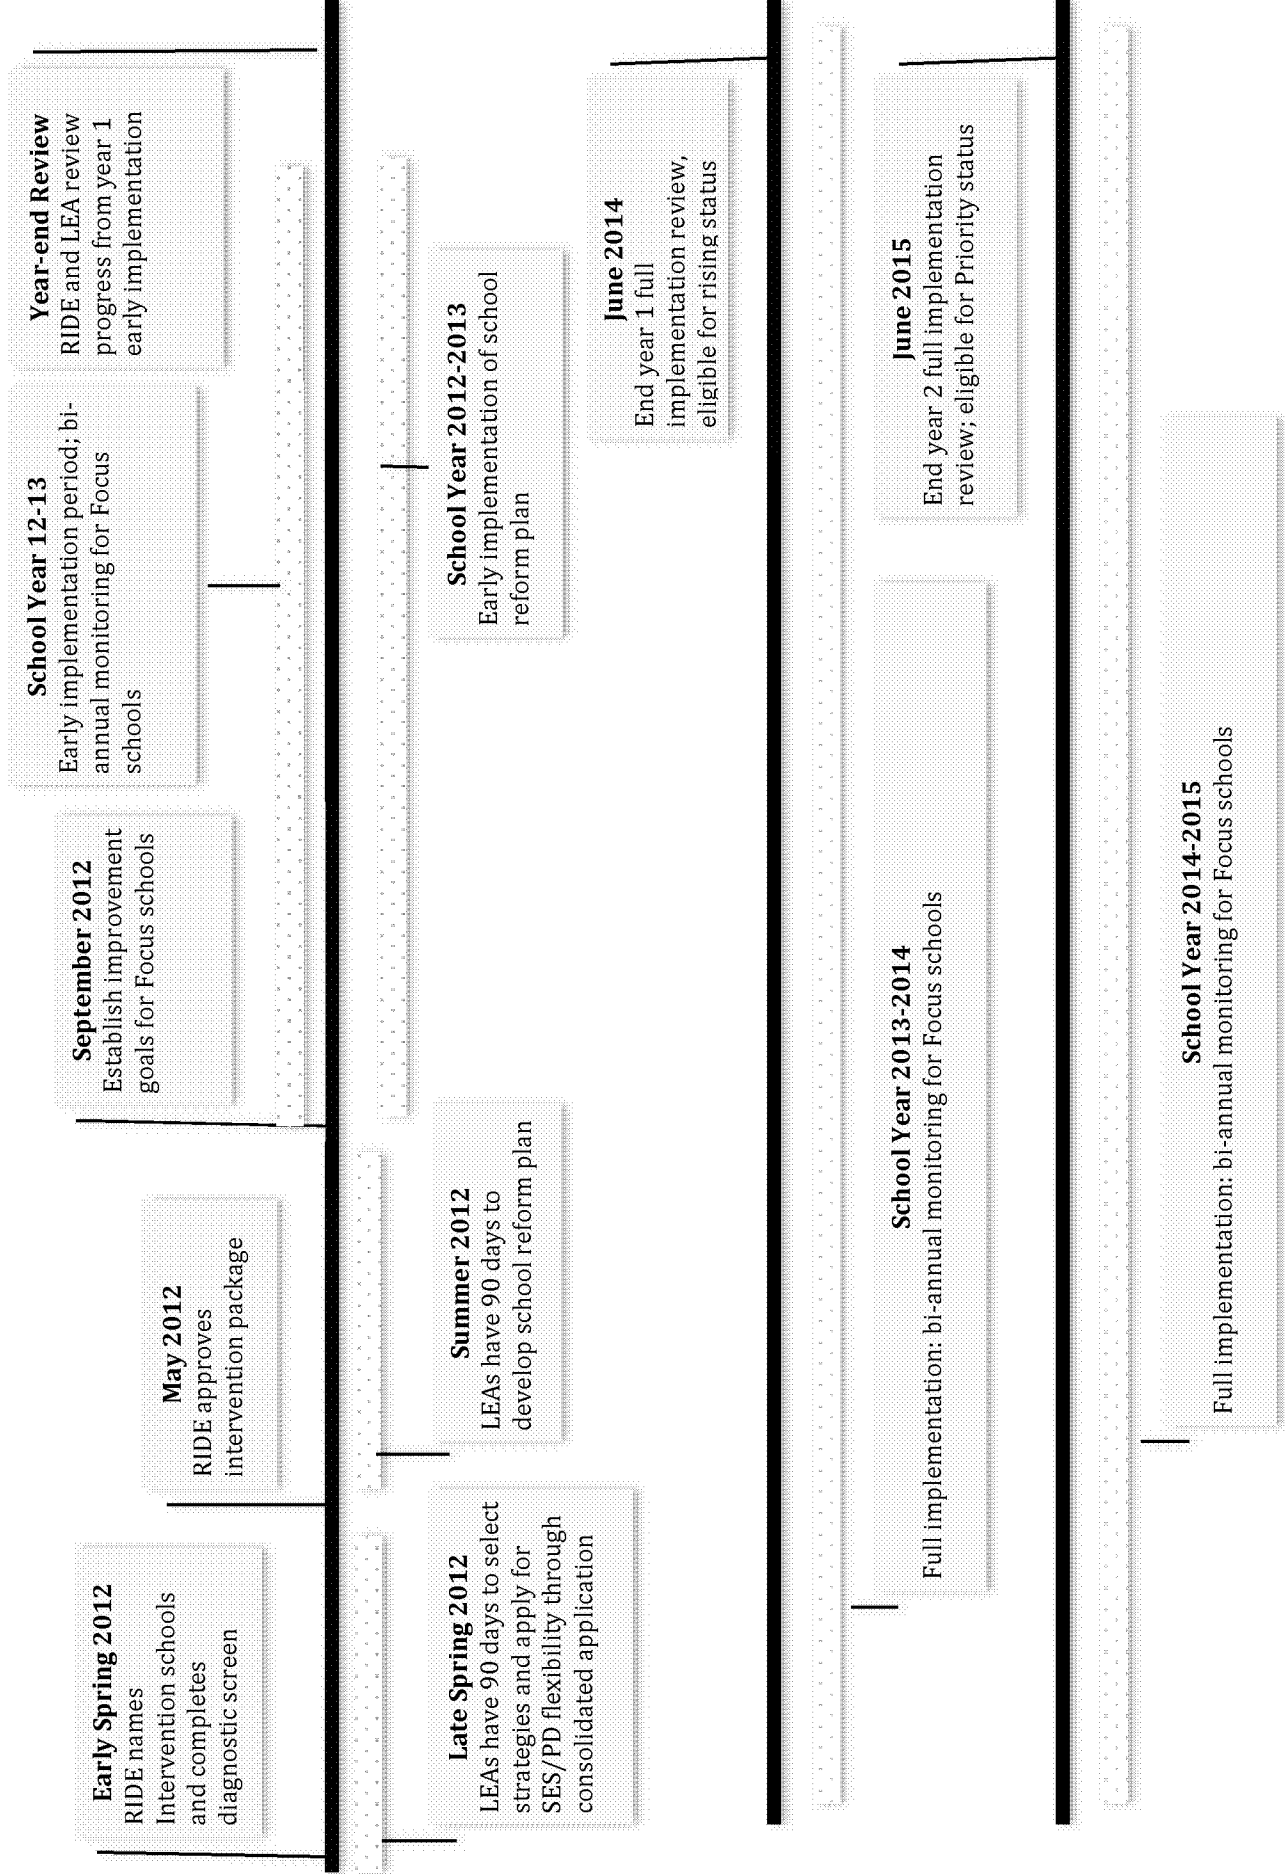 Early Spring 2012
RIDE names
Intervention schools
and completes
diagnostic screen
May 2012
RIDE approves
intervention package
September 2012
Establish improvement
goals for Focus schools
School Year 12-13
Early implementation period; bi-
annual monitoring for Focus
schools
Year-end Review
RIDE and LEA review
progress from year 1
early implementation
Late Spring 2012
LEAs have 90 days to select
strategies and apply for
SES/PD flexibility through
consolidated application
Summer 2012
LEAs have 90 days to
develop school reform plan
School Year 2012-2013
Early implementation of school
reform plan
June 2014
End year 1 full
implementation review,
eligible for rising status
School Year 2013-2014
Full implementation: bi-annual monitoring for Focus schools
June 2015
End year 2 full implementation
review; eligible for Priority status
School Year 2014-2015
Full implementation: bi-annual monitoring for Focus schools